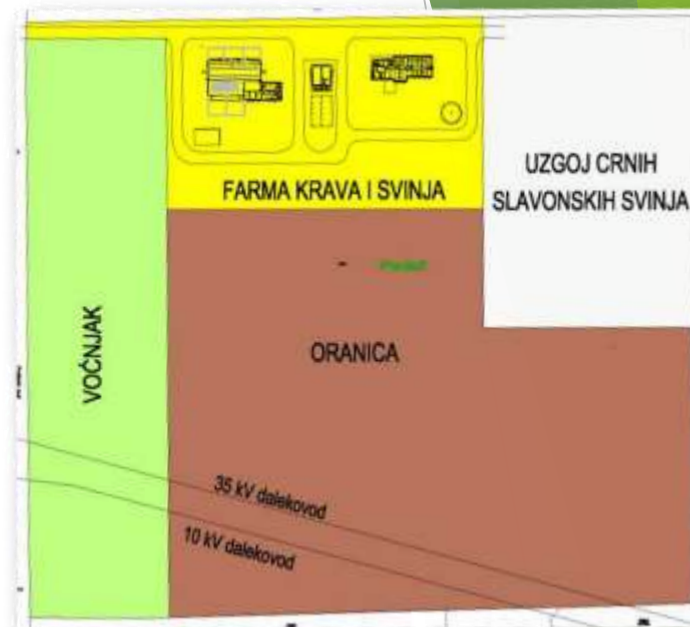 FARMA KRAVA I SVINJA
UZGOJ CRNIH
SLAVONSKIH SVINJA
VOĆNJAK
ORANICA
35 kV dalekovod
10 kV dalekovod